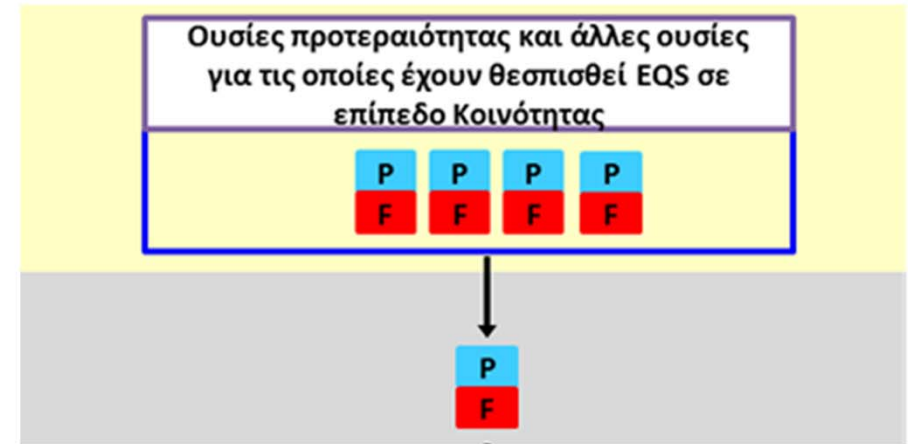 Ουσίες προτεραιότητας και άλλες ουσίες
για τις οποίες έχουν θεσπισθεί EQS σε
επίπεδο Κοινότητας
P P P P
F F F F
P
F